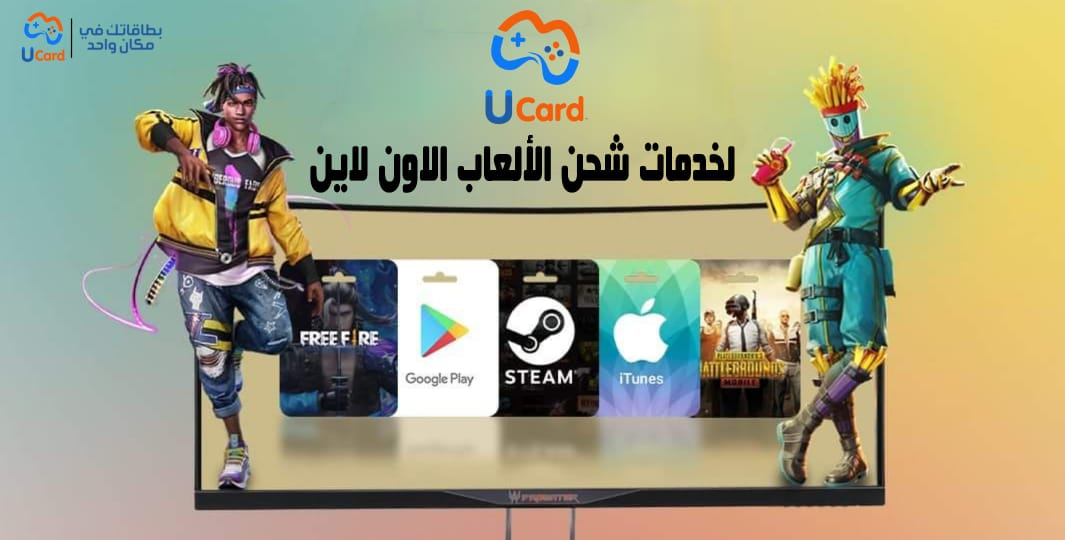 بطاقاتك في
مكان واحد
UCard
UCard
لخدمات شحن الألعاب الاون لاين
FREE FIRE
Google Play
STEAM
iTunes
BATTLEGROUNDS
MOBILE
PREDATOR